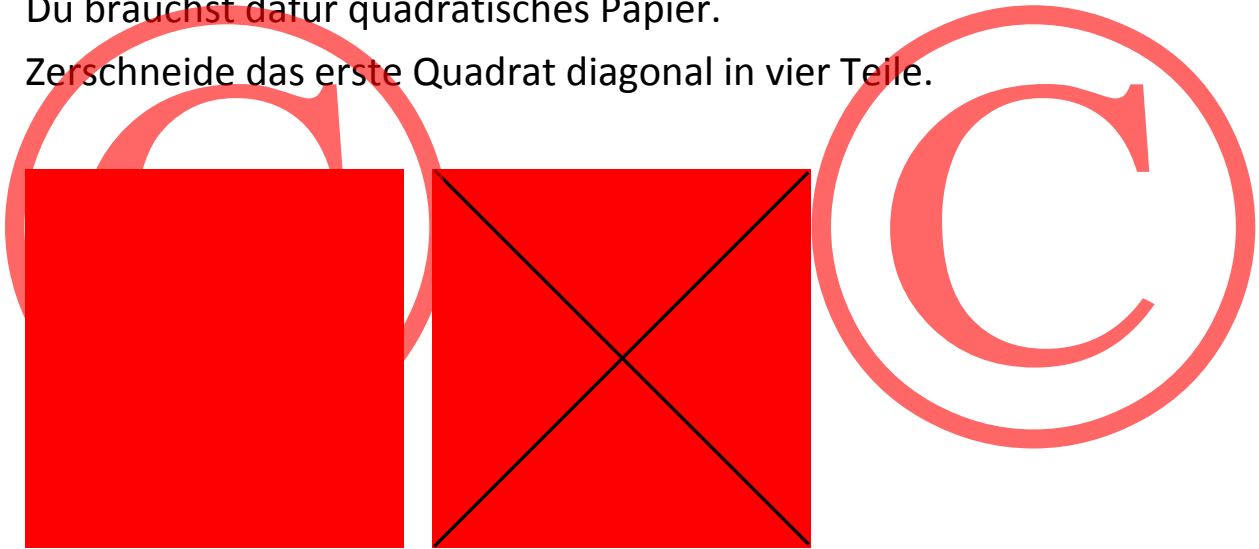 Du brauchst dafür quadratisches Papier.
Zerschneide das erste Quadrat diagonal in vier Teile.